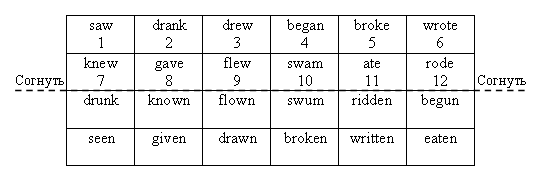 saw drank drew began broke wrote
1 2 3 4 5 6
knew gave flew swam ate rode
Согнуть 7 8 9 10 11 12 Согнуть
drunk known flown swum ridden begun
seen given drawn broken written eaten